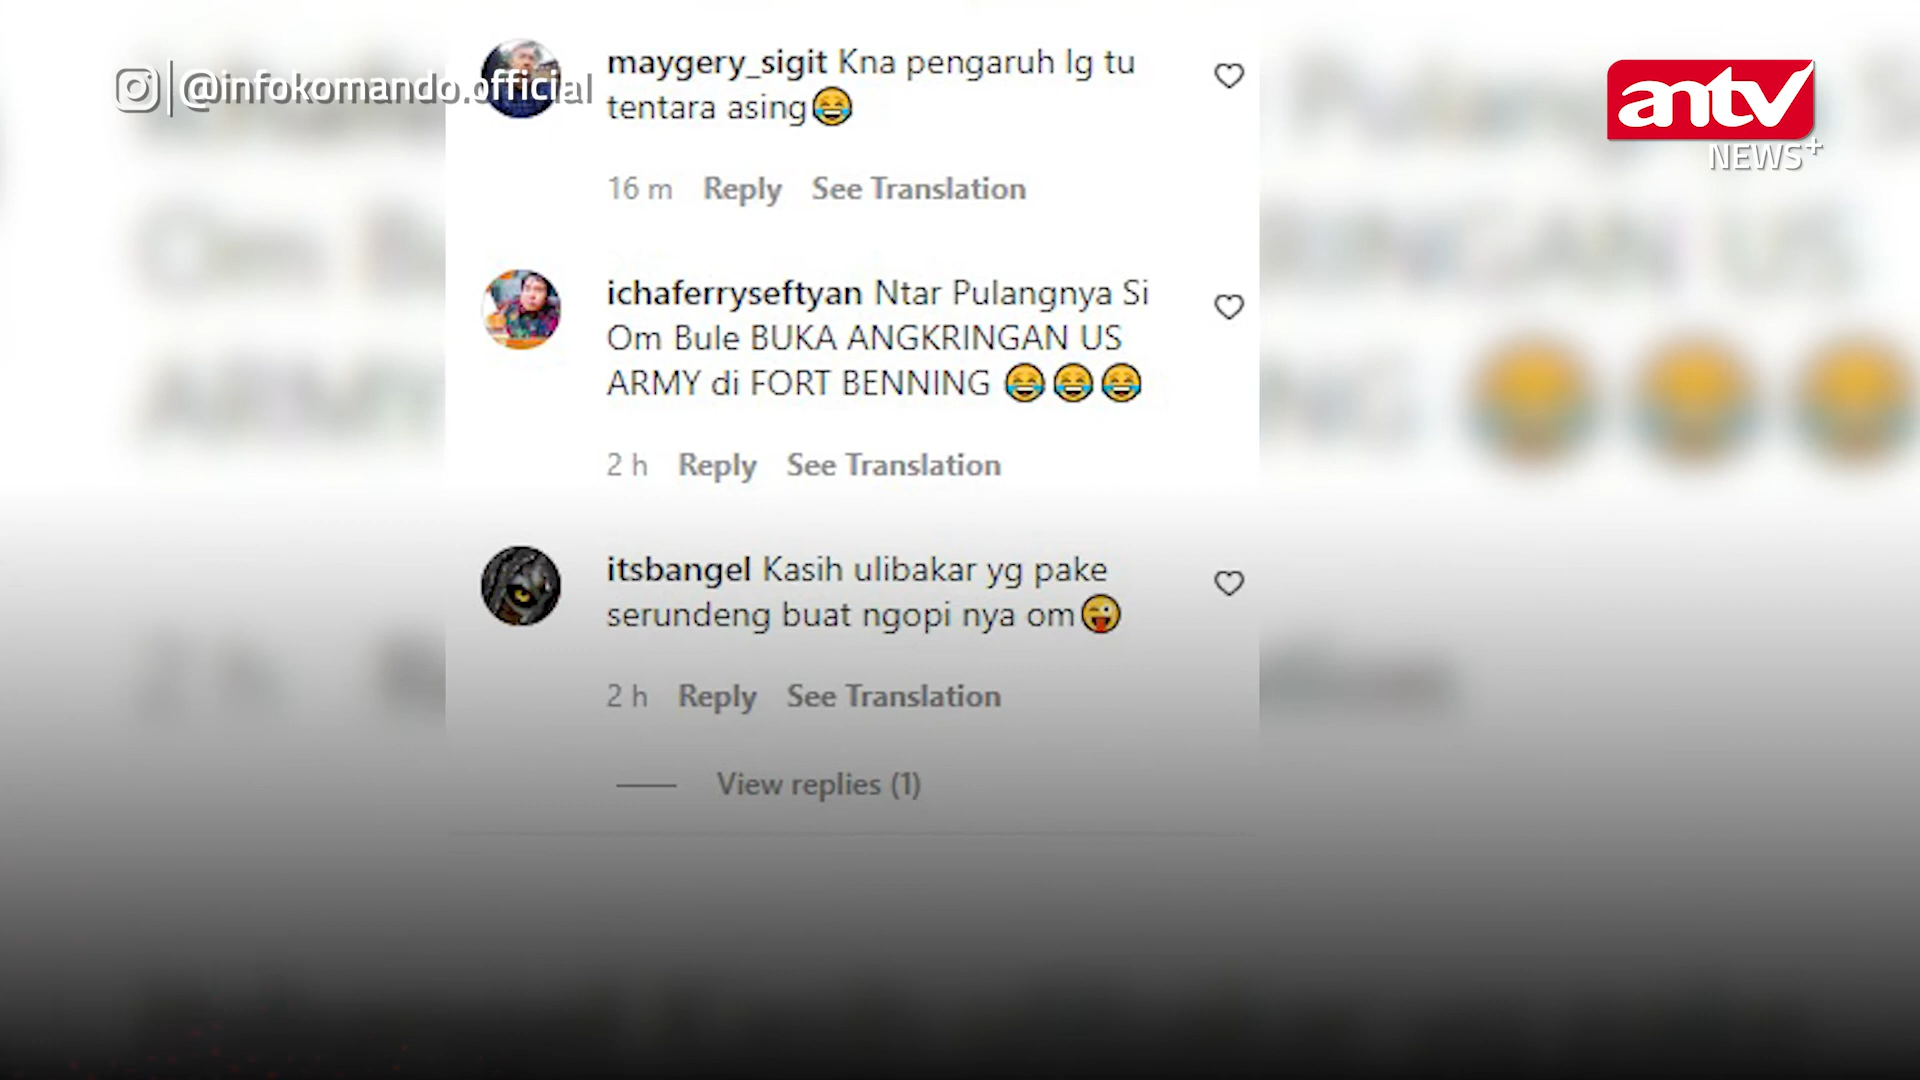 @infokomando.official
antv
NEWS+
maygery_sigit Kna pengaruh lg tu
tentara asing😂
16 m Reply See Translation
ichaferryseftyan Ntar Pulangnya Si
Om Bule BUKA ANGKRINGAN US
ARMY di FORT BENNING 😂😂😂
2 h Reply See Translation
itsbangel Kasih ulibakar yg pake
serundeng buat ngopi nya om😜
2 h Reply See Translation
View replies (1)